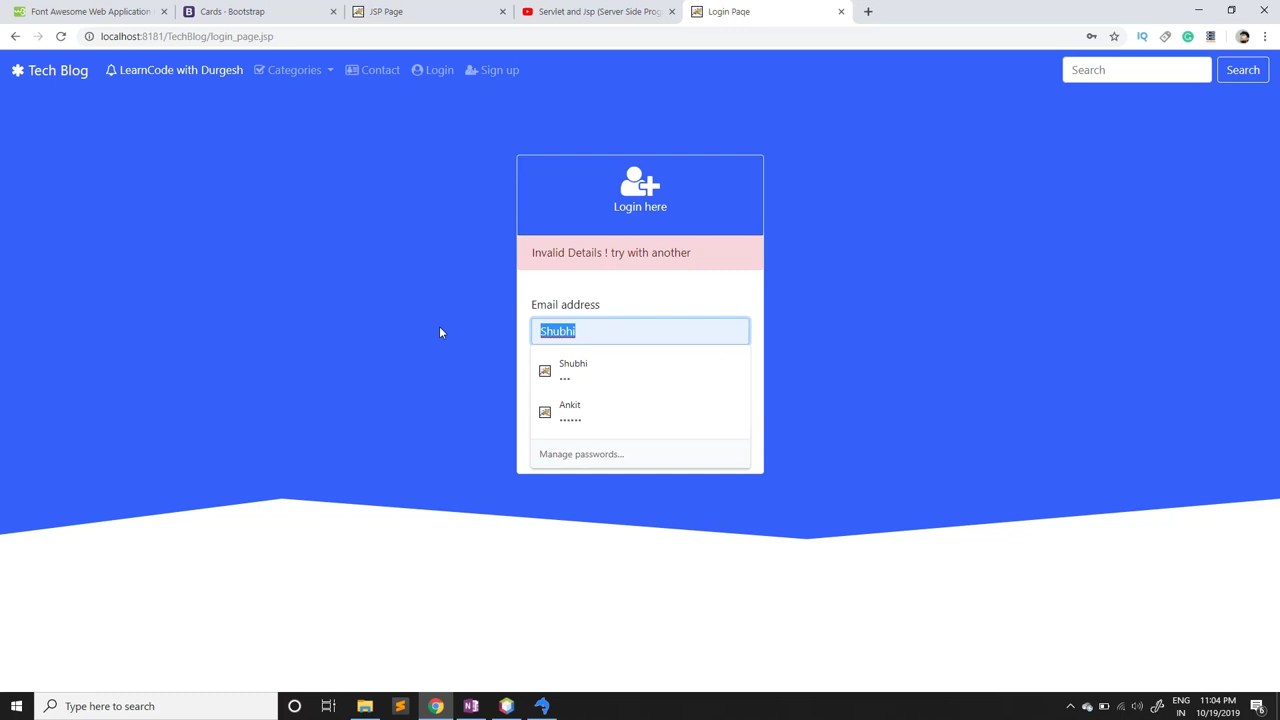 Font Awesome Web Application
Cards · Bootstrap
JSP Page
Servlet and Jsp (Server Side Prog
Login Page
localhost:8181/TechBlog/login_page.jsp
Tech Blog
LearnCode with Durgesh
Categories
Contact
Login
Sign up
Search
Search
Login here
Invalid Details ! try with another
Email address
Shubhi
Shubhi
•••
Ankit
••••••
Manage passwords...
Type here to search
ENG
IN
11:04 PM
10/19/2019